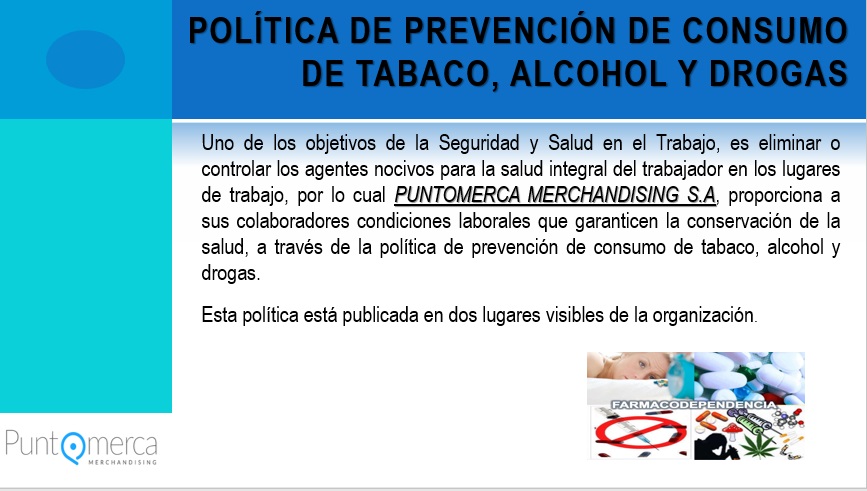 POLÍTICA DE PREVENCIÓN DE CONSUMO
DE TABACO, ALCOHOL Y DROGAS
Uno de los objetivos de la Seguridad y Salud en el Trabajo, es eliminar o
controlar los agentes nocivos para la salud integral del trabajador en los lugares
de trabajo, por lo cual PUNTOMERCA MERCHANDISING S.A, proporciona a
sus colaboradores condiciones laborales que garanticen la conservación de la
salud, a través de la política de prevención de consumo de tabaco, alcohol y
drogas.
Esta política está publicada en dos lugares visibles de la organización.
FARMACODEPENDENCIA
Puntomerca
MERCHANDISING